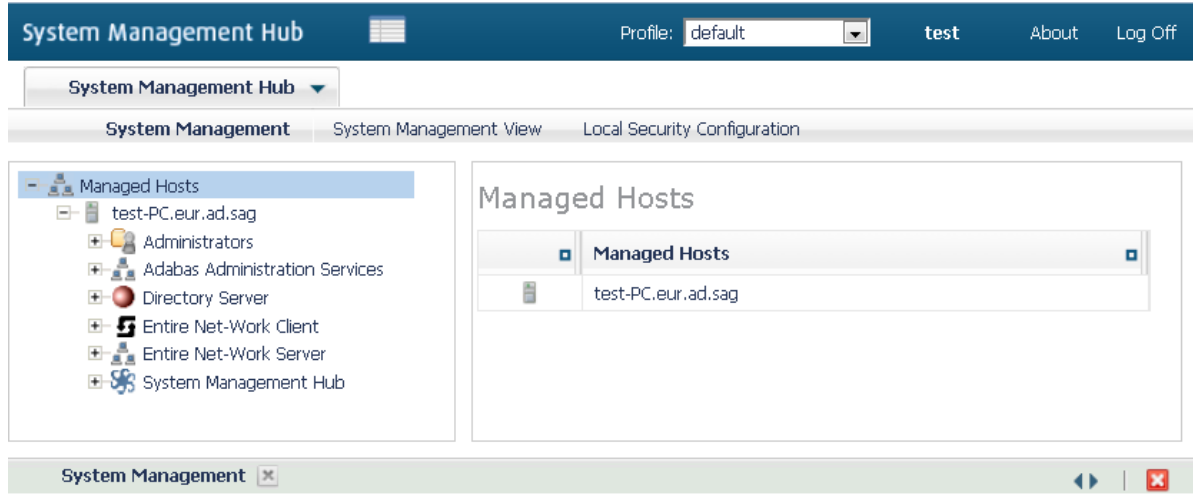 System Management Hub
Profile: default
test
About
Log Off
System Management Hub
System Management
System Management View
Local Security Configuration
Managed Hosts
test-PC.eur.ad.sag
Administrators
Adabas Administration Services
Directory Server
Entire Net-Work Client
Entire Net-Work Server
System Management Hub
Managed Hosts
Managed Hosts
test-PC.eur.ad.sag
System Management